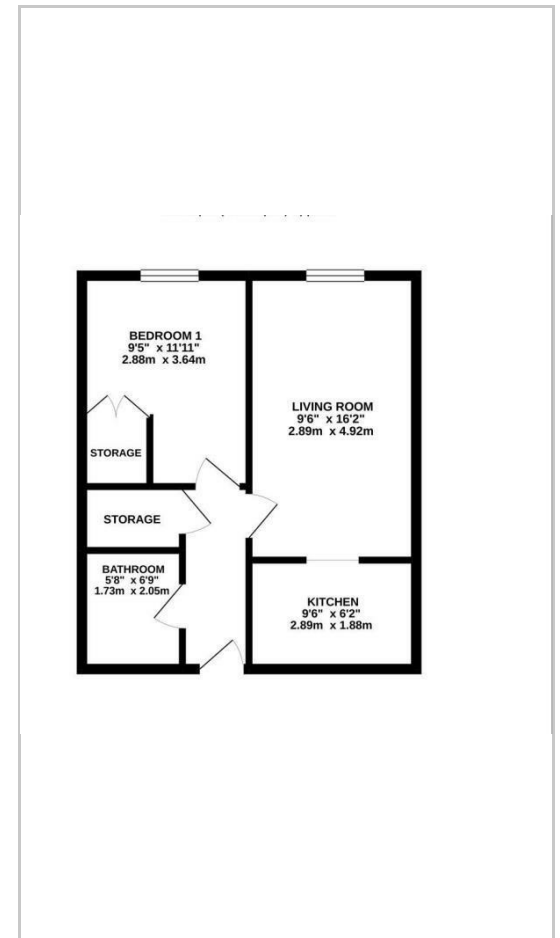 BEDROOM 1
9'5" x 11'11"
2.88m x 3.64m
LIVING ROOM
9'6" x 16'2"
2.89m x 4.92m
STORAGE
STORAGE
BATHROOM
5'8" x 6'9"
1.73m x 2.05m
KITCHEN
9'6" x 6'2"
2.89m x 1.88m